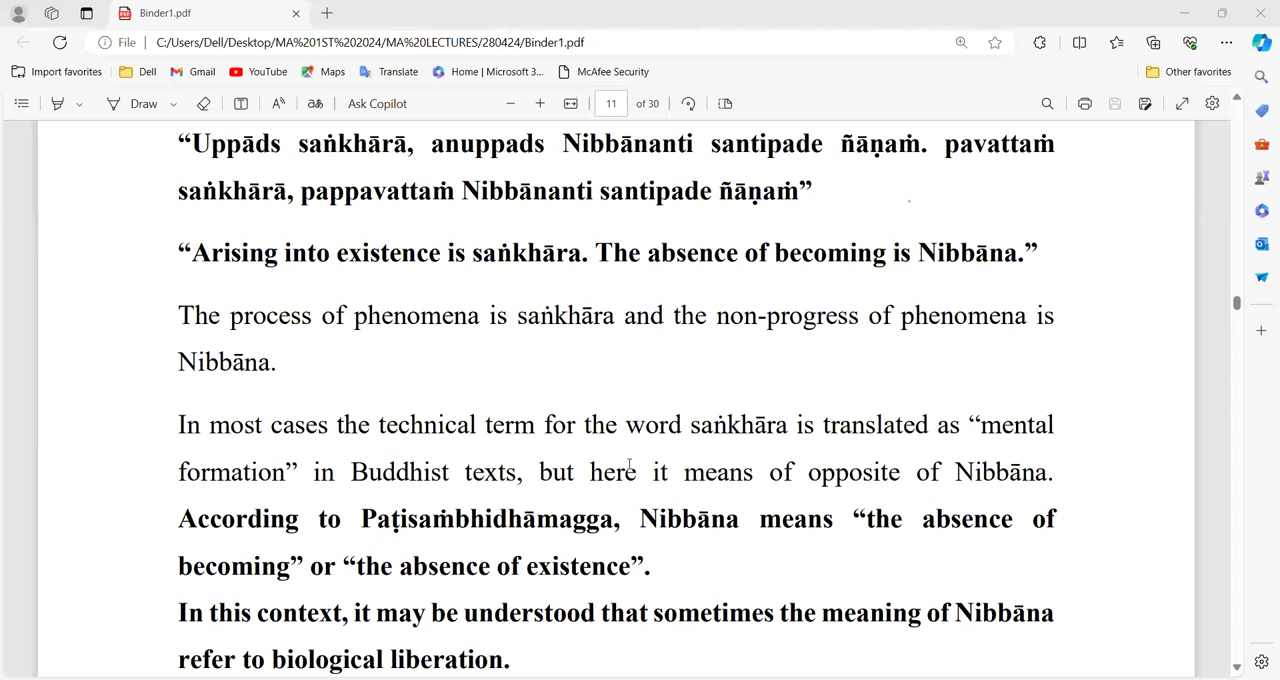 Binder1.pdf
File C:/Users/Dell/Desktop/MA%201ST%202024/MA%20LECTURES/280424/Binder1.pdf
Import favorites Dell Gmail YouTube Maps Translate Home | Microsoft 3... McAfee Security Other favorites
Draw Ask Copilot 11 of 30
“Uppāds saṅkhārā, anuppads Nibbānanti santipade ñāṇaṁ. pavattaṁ
saṅkhārā, pappavattaṁ Nibbānanti santipade ñāṇaṁ”
“Arising into existence is saṅkhāra. The absence of becoming is Nibbāna.”
The process of phenomena is saṅkhāra and the non-progress of phenomena is
Nibbāna.
In most cases the technical term for the word saṅkhāra is translated as “mental
formation” in Buddhist texts, but here it means of opposite of Nibbāna.
According to Paṭisaṁbhidhāmagga, Nibbāna means “the absence of
becoming” or “the absence of existence”.
In this context, it may be understood that sometimes the meaning of Nibbāna
refer to biological liberation.